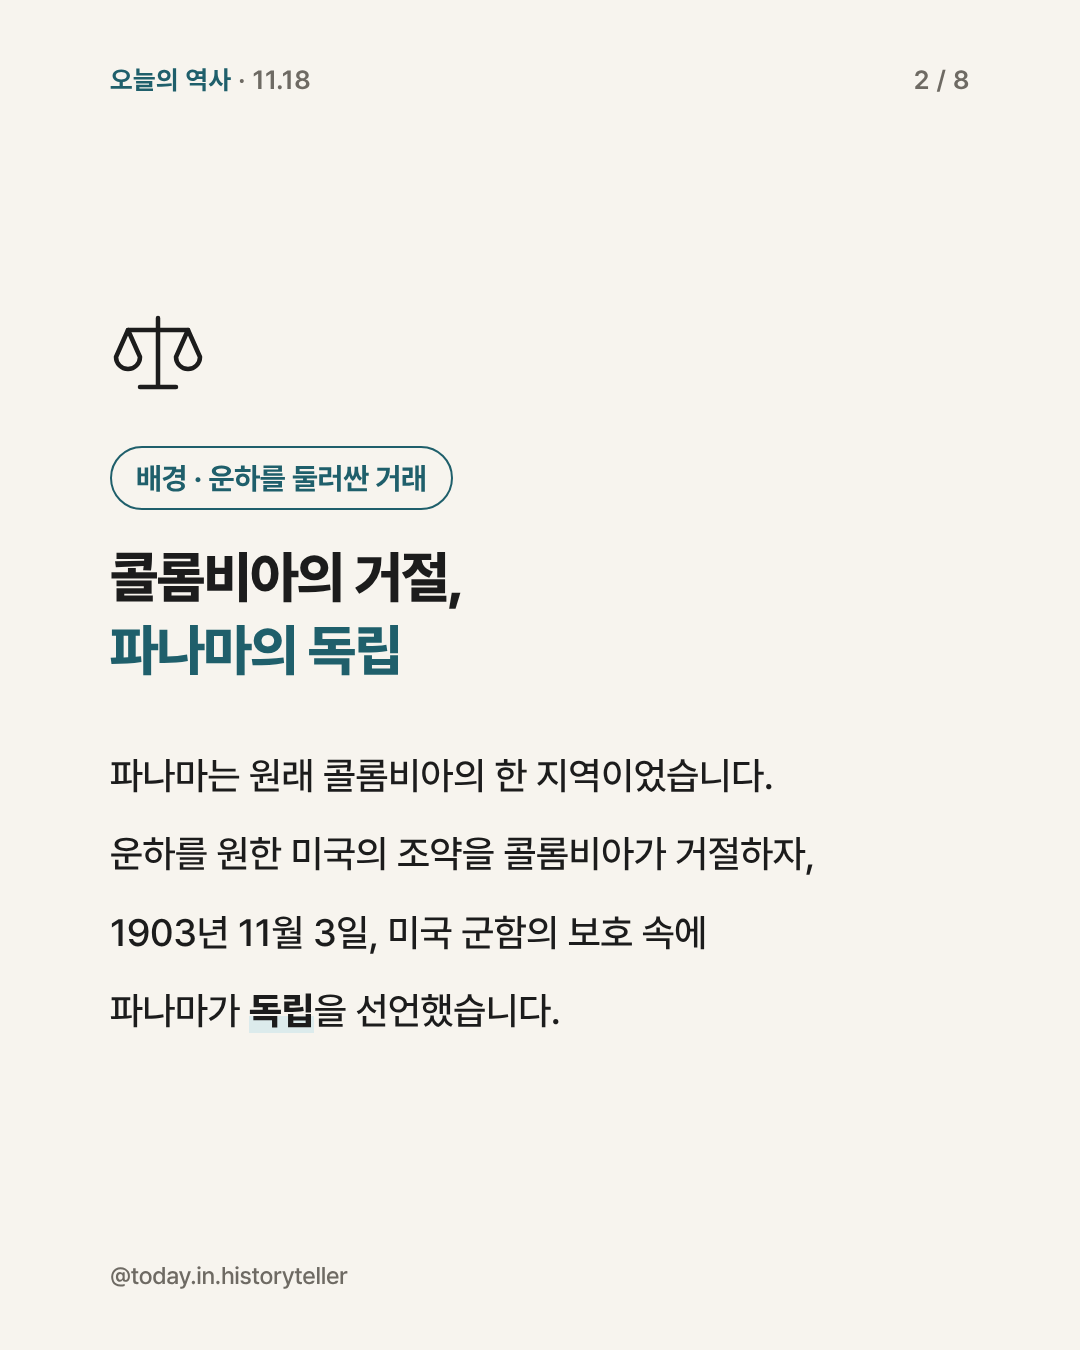 오늘의 역사 · 11.18
2 / 8
배경 · 운하를 둘러싼 거래
콜롬비아의 거절,
파나마의 독립
파나마는 원래 콜롬비아의 한 지역이었습니다.
운하를 원한 미국의 조약을 콜롬비아가 거절하자,
1903년 11월 3일, 미국 군함의 보호 속에
파나마가 독립을 선언했습니다.
@today.in.historyteller